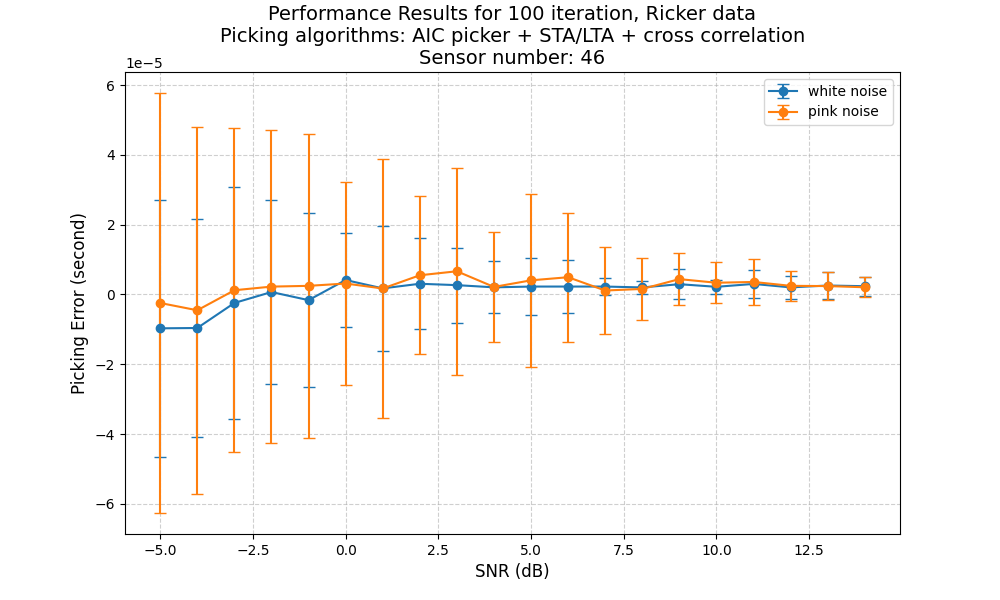 Performance Results for 100 iteration, Ricker data
Picking algorithms: AIC picker + STA/LTA + cross correlation
Sensor number: 46
1e−5
white noise
pink noise
6
4
2
0
−2
−4
−6
Picking Error (second)
−5.0
−2.5
0.0
2.5
5.0
7.5
10.0
12.5
SNR (dB)